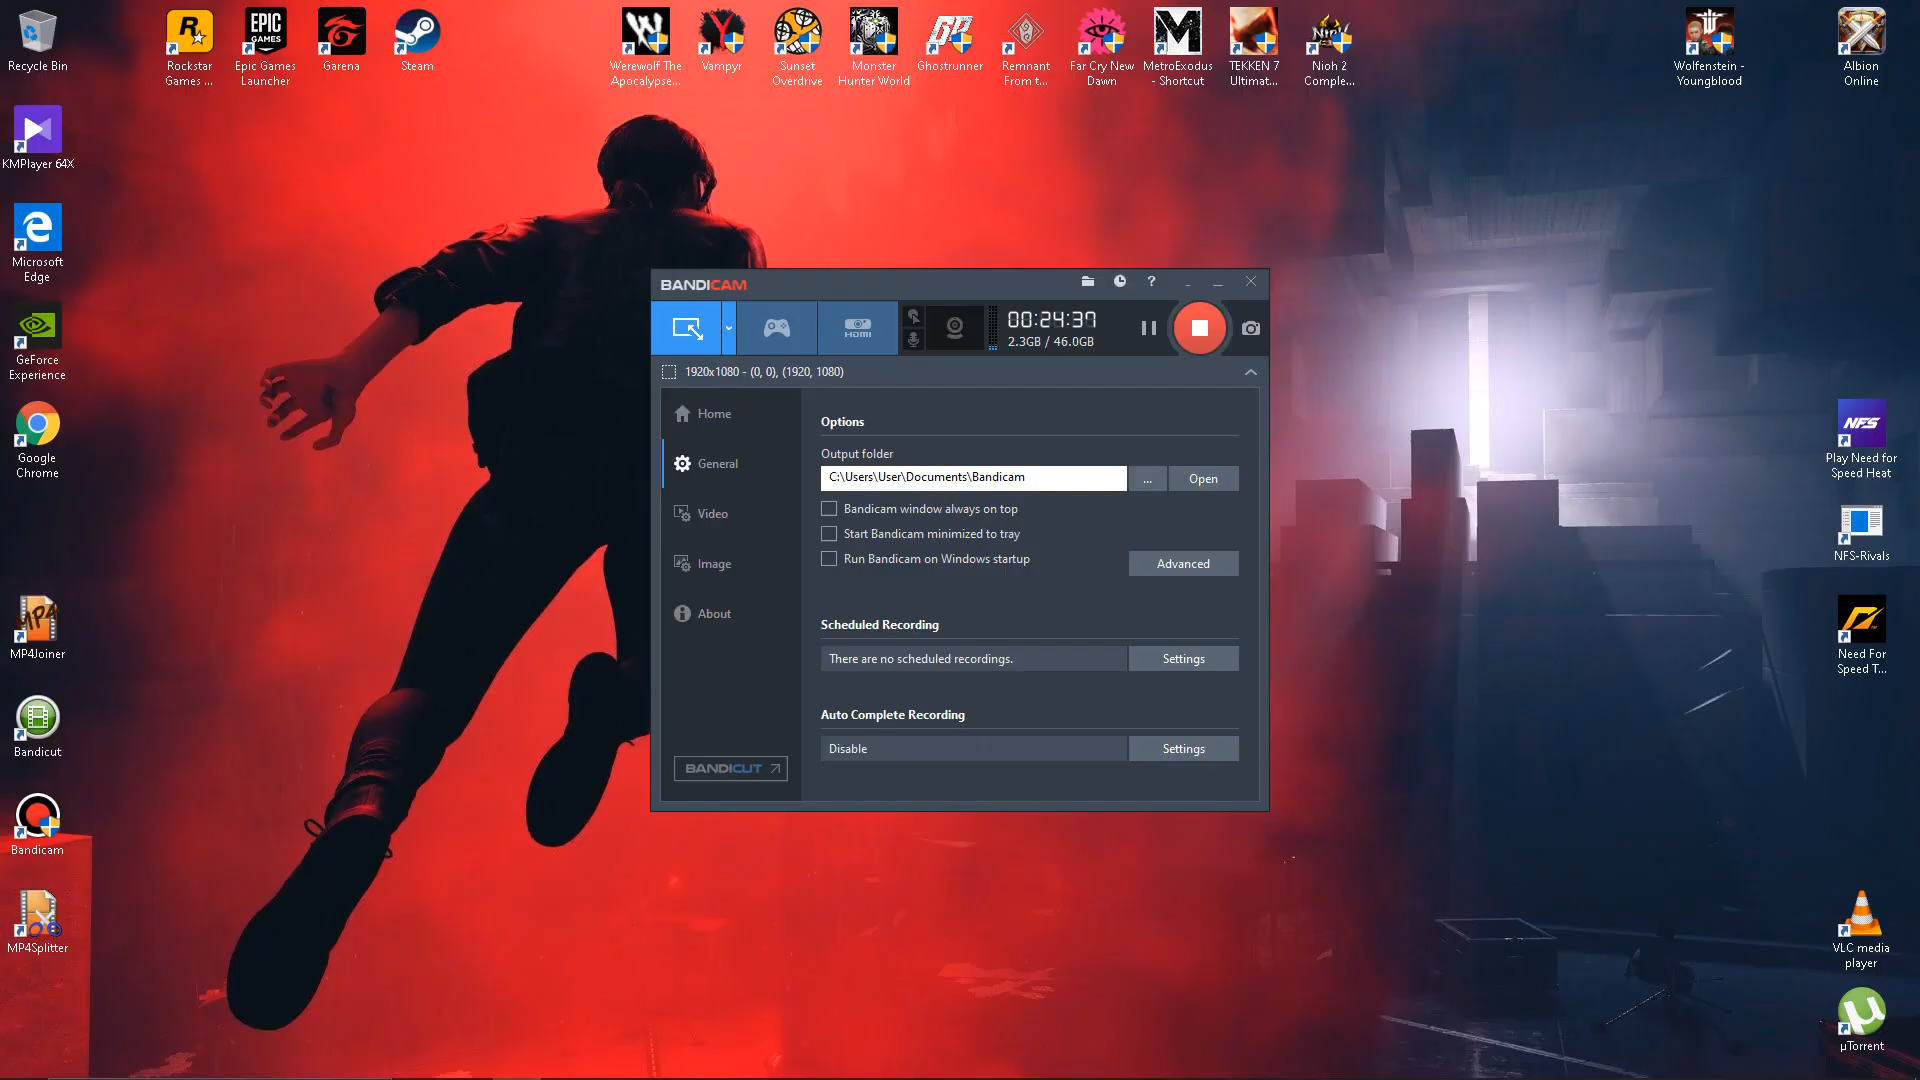 Recycle Bin
Rockstar
Games ...
EPIC
GAMES
Epic Games
Launcher
Garena
Steam
Werewolf The
Apocalypse...
Vampyr
Sunset
Overdrive
Monster
Hunter World
Ghostrunner
Remnant
From t...
Far Cry New
Dawn
MetroExodus
- Shortcut
TEKKEN 7
Ultimat...
Nioh 2
Comple...
Wolfenstein -
Youngblood
Albion
Online
KMPlayer 64X
Microsoft
Edge
GeForce
Experience
Google
Chrome
MP4Joiner
Bandicut
Bandicam
MP4Splitter
BANDICAM
HDMI
00:24:37
2.3GB / 46.0GB
1920x1080 - (0, 0), (1920, 1080)
Home
General
Video
Image
About
BANDICUT
Options
Output folder
C:\Users\User\Documents\Bandicam
...
Open
Bandicam window always on top
Start Bandicam minimized to tray
Run Bandicam on Windows startup
Advanced
Scheduled Recording
There are no scheduled recordings.
Settings
Auto Complete Recording
Disable
Settings
NFS
Play Need for
Speed Heat
NFS-Rivals
Need For
Speed T...
VLC media
player
µTorrent